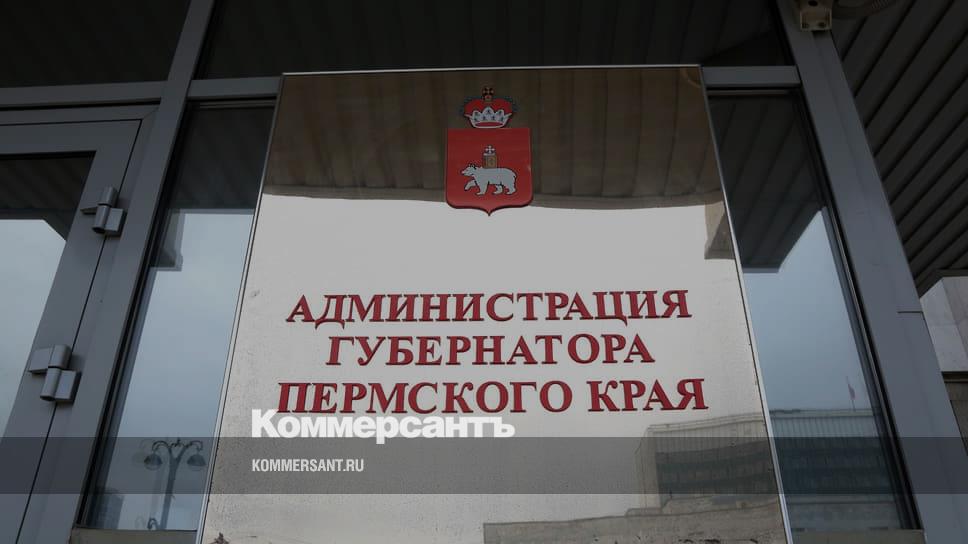 АДМИНИСТРАЦИЯ
ГУБЕРНАТОРА
ПЕРМСКОГО КРАЯ
Коммерсантъ
KOMMERSANT.RU